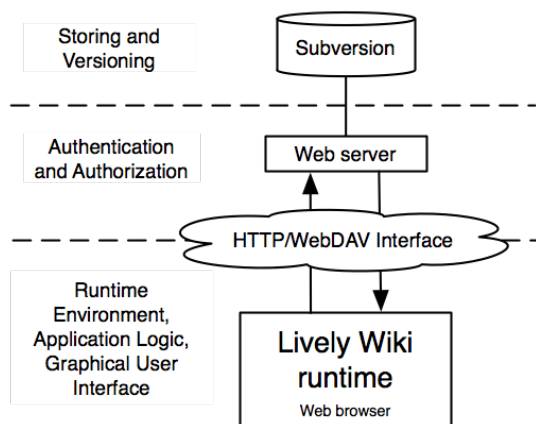 Storing and
Versioning
Subversion
Authentication
and Authorization
Web server
HTTP/WebDAV Interface
Runtime
Environment,
Application Logic,
Graphical User
Interface
Lively Wiki
runtime
Web browser